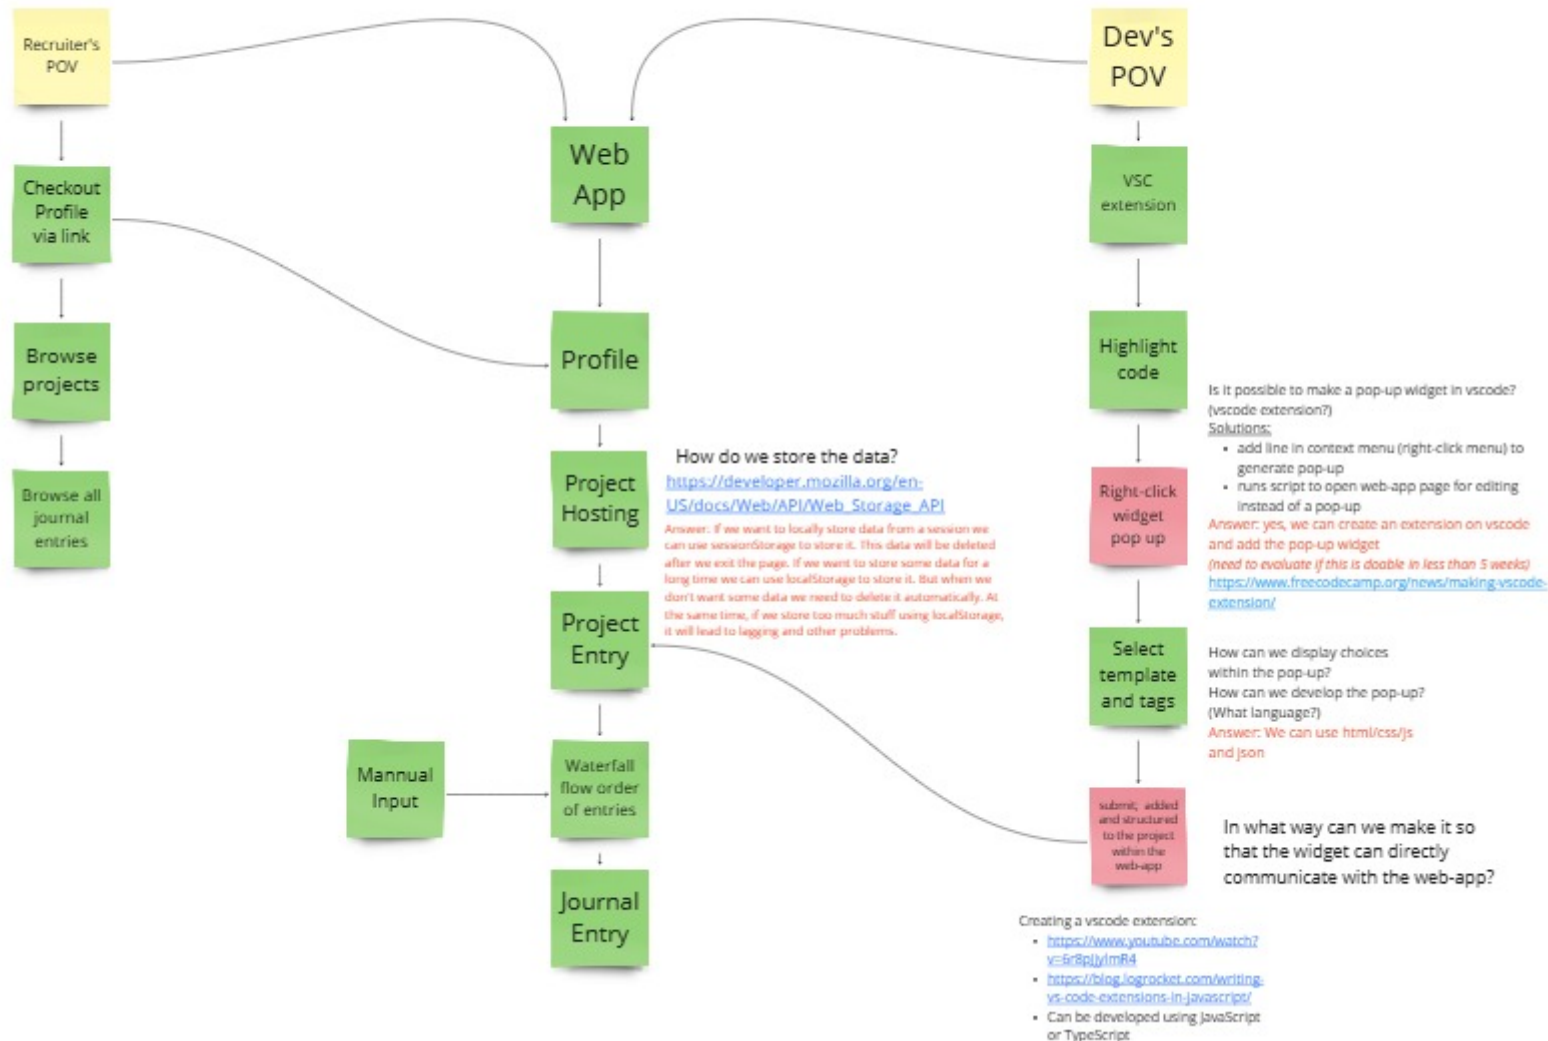 Recruiter's
POV
Checkout
Profile
via link
Browse
projects
Browse all
journal
entries
Web
App
Profile
Project
Hosting
How do we store the data?
https://developer.mozilla.org/en-
US/docs/Web/API/Web_Storage_API
Answer: If we want to locally store data from a session we
can use sessionStorage to store it. This data will be deleted
after we exit the page. If we want to store some data for a
long time we can use localStorage to store it. But when we
don't want some data we need to delete it automatically. At
the same time, if we store too much stuff using localStorage,
it will lead to lagging and other problems.
Project
Entry
Mannual
Input
Waterfall
flow order
of entries
Journal
Entry
Dev's
POV
VSC
extension
Highlight
code
Is it possible to make a pop-up widget in vscode?
(vscode extension?)
Solutions:
• add line in context menu (right-click menu) to
generate pop-up
• runs script to open web-app page for editing
instead of a pop-up
Answer: yes, we can create an extension on vscode
and add the pop-up widget
(need to evaluate if this is doable in less than 5 weeks)
https://www.freecodecamp.org/news/making-vscode-
extension/
Right-click
widget
pop up
Select
template
and tags
How can we display choices
within the pop-up?
How can we develop the pop-up?
(What language?)
Answer: We can use html/css/js
and json
submit; added
and structured
to the project
within the
web-app
In what way can we make it so
that the widget can directly
communicate with the web-app?
Creating a vscode extension:
• https://www.youtube.com/watch?
• https://blog.logrocket.com/writing-
vs-code-extensions-in-javascript/
• Can be developed using JavaScript
or TypeScript